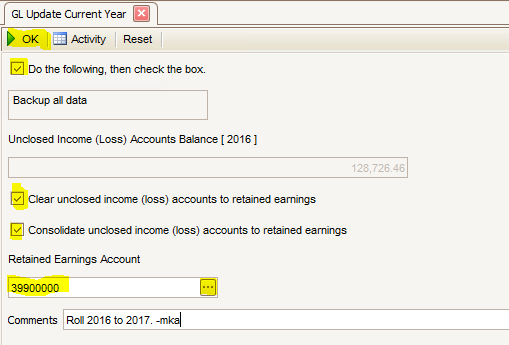 GL Update Current Year
OK Activity Reset
Do the following, then check the box.
Backup all data
Unclosed Income (Loss) Accounts Balance [ 2016 ]
128,726.46
Clear unclosed income (loss) accounts to retained earnings
Consolidate unclosed income (loss) accounts to retained earnings
Retained Earnings Account
39900000 ...
Comments Roll 2016 to 2017. -mka